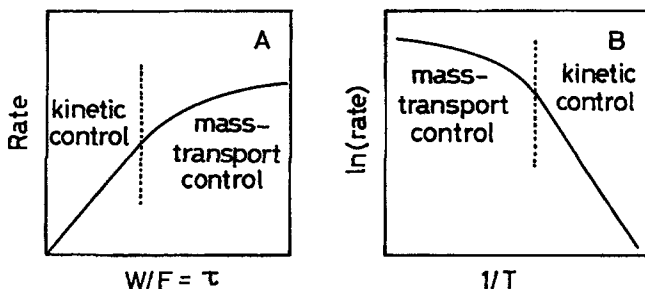 A
Rate
kinetic
control
mass-
transport
control
W/F = τ
B
ln(rate)
mass-
transport
control
kinetic
control
1/T